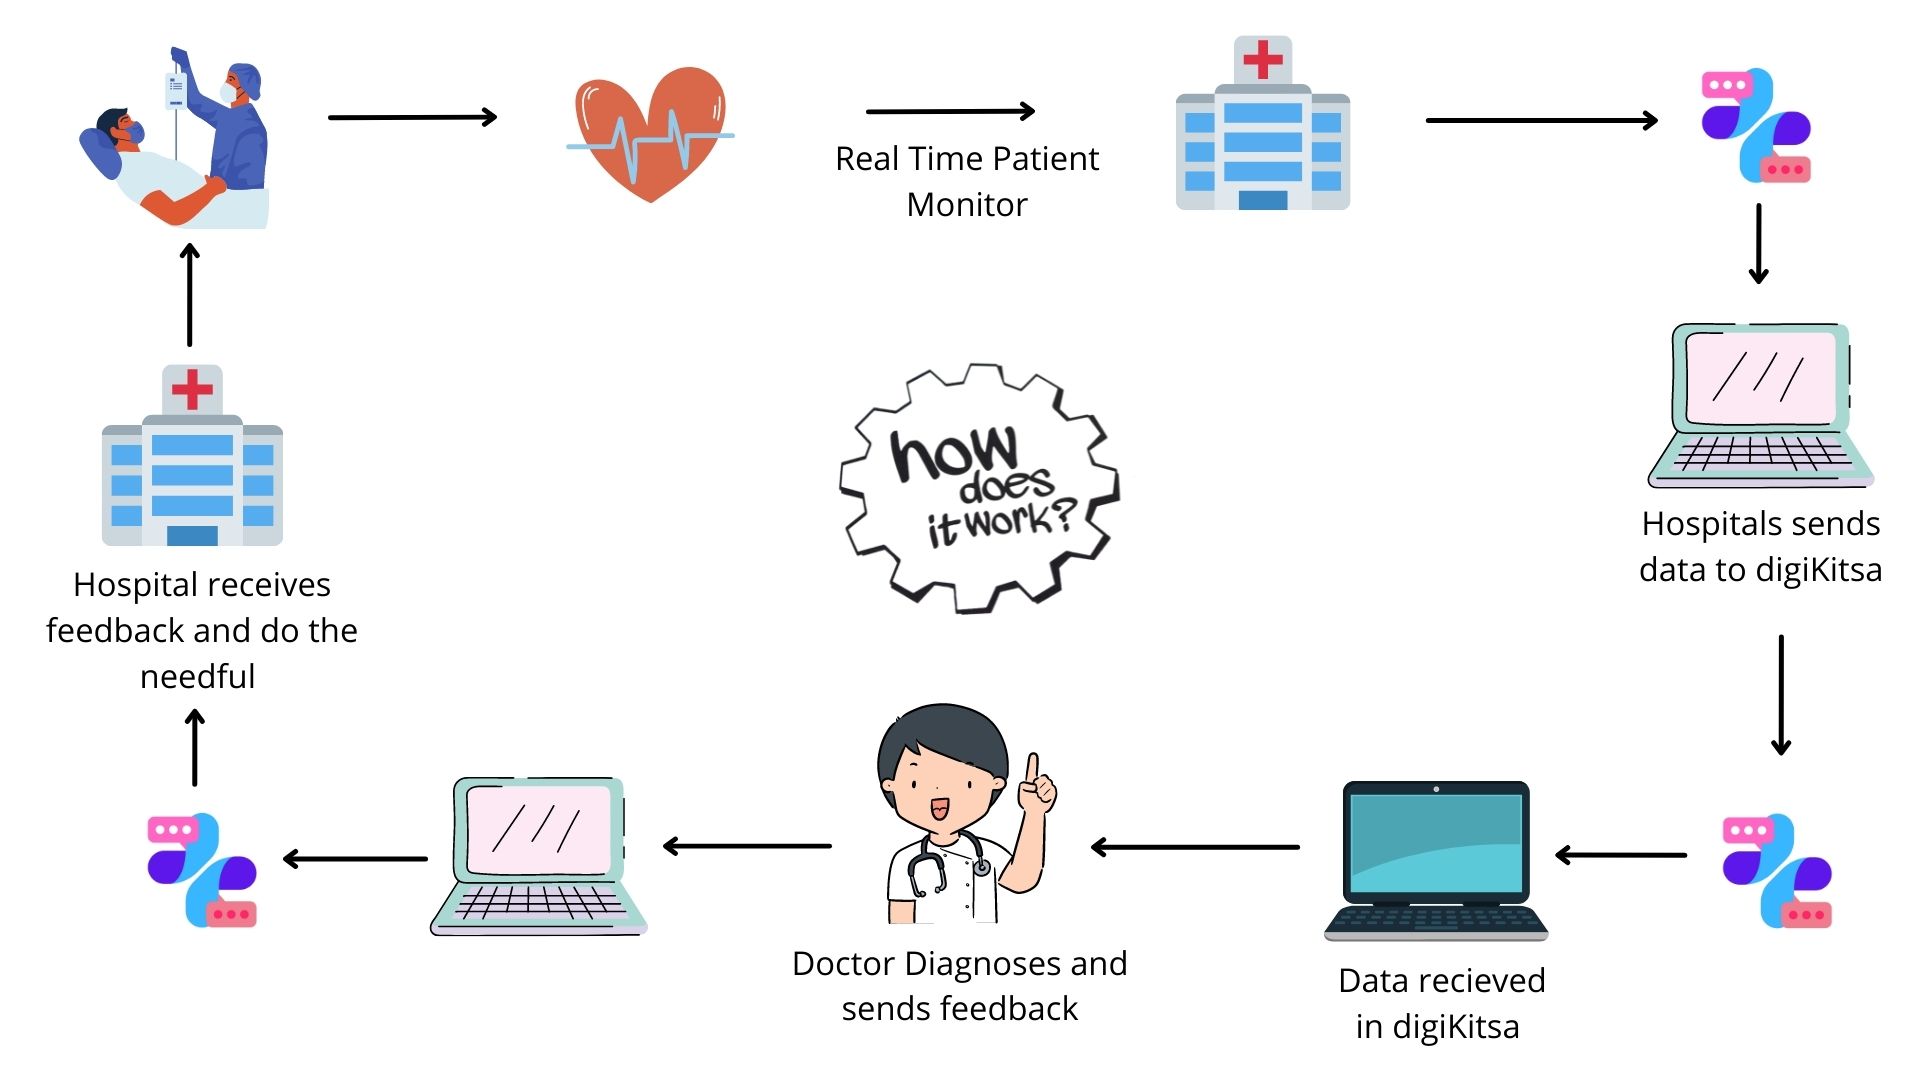 Real Time Patient
Monitor
how
does
it work?
Hospitals sends
data to digiKitsa
Hospital receives
feedback and do the
needful
Doctor Diagnoses and
sends feedback
Data recieved
in digiKitsa